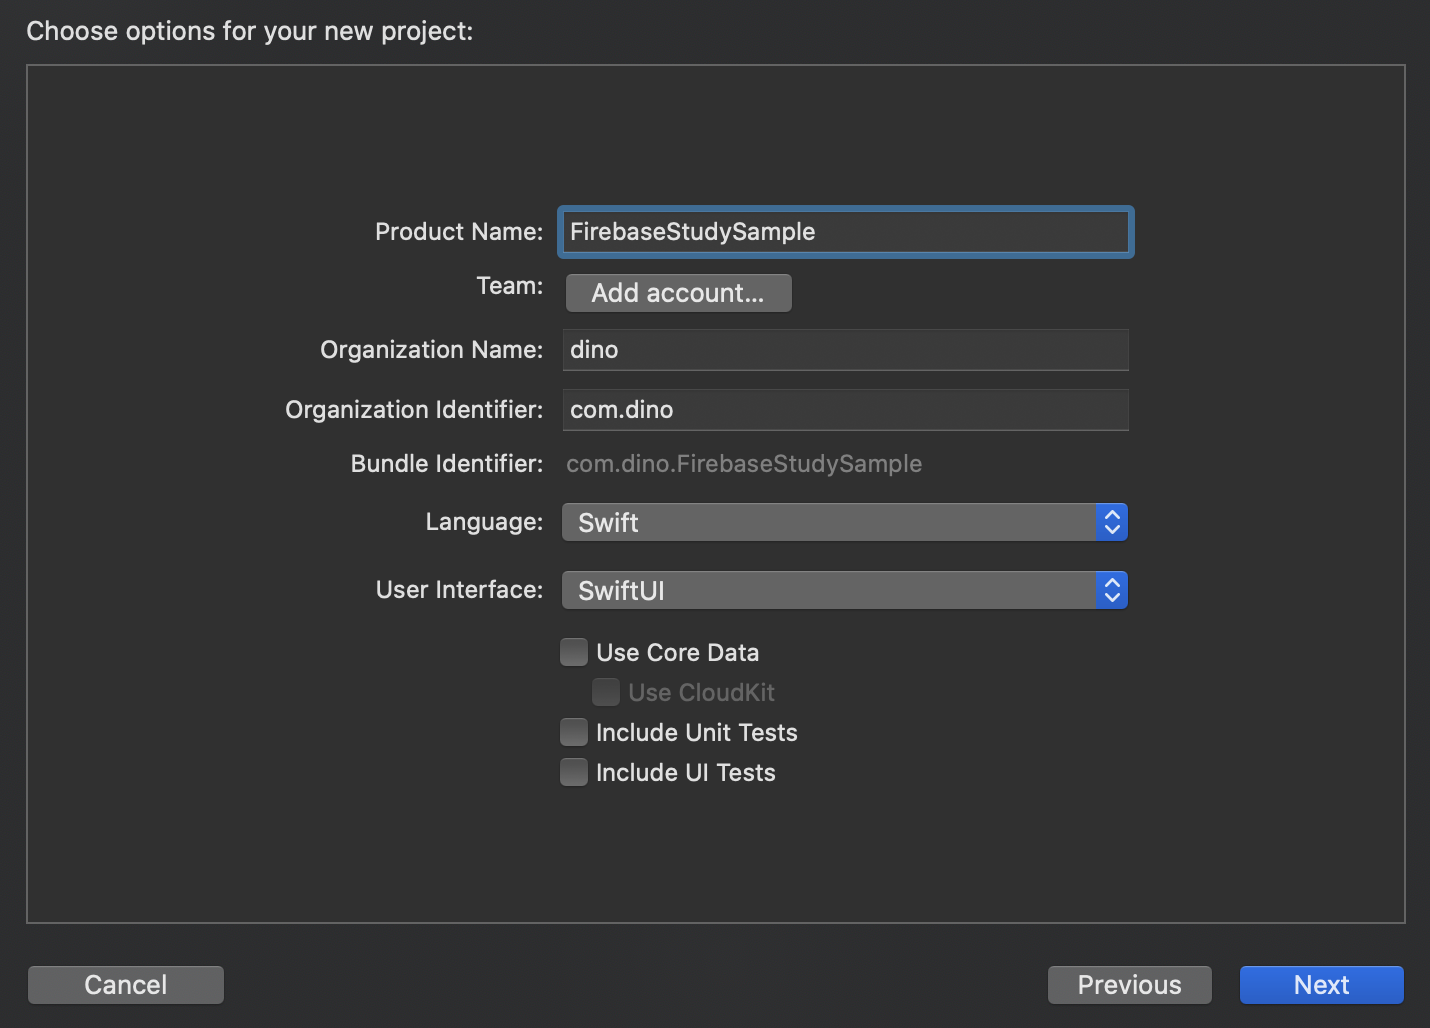 Choose options for your new project:
Product Name: FirebaseStudySample
Team: Add account...
Organization Name: dino
Organization Identifier: com.dino
Bundle Identifier: com.dino.FirebaseStudySample
Language: Swift
User Interface: SwiftUI
Use Core Data
Use CloudKit
Include Unit Tests
Include UI Tests
Cancel Previous Next